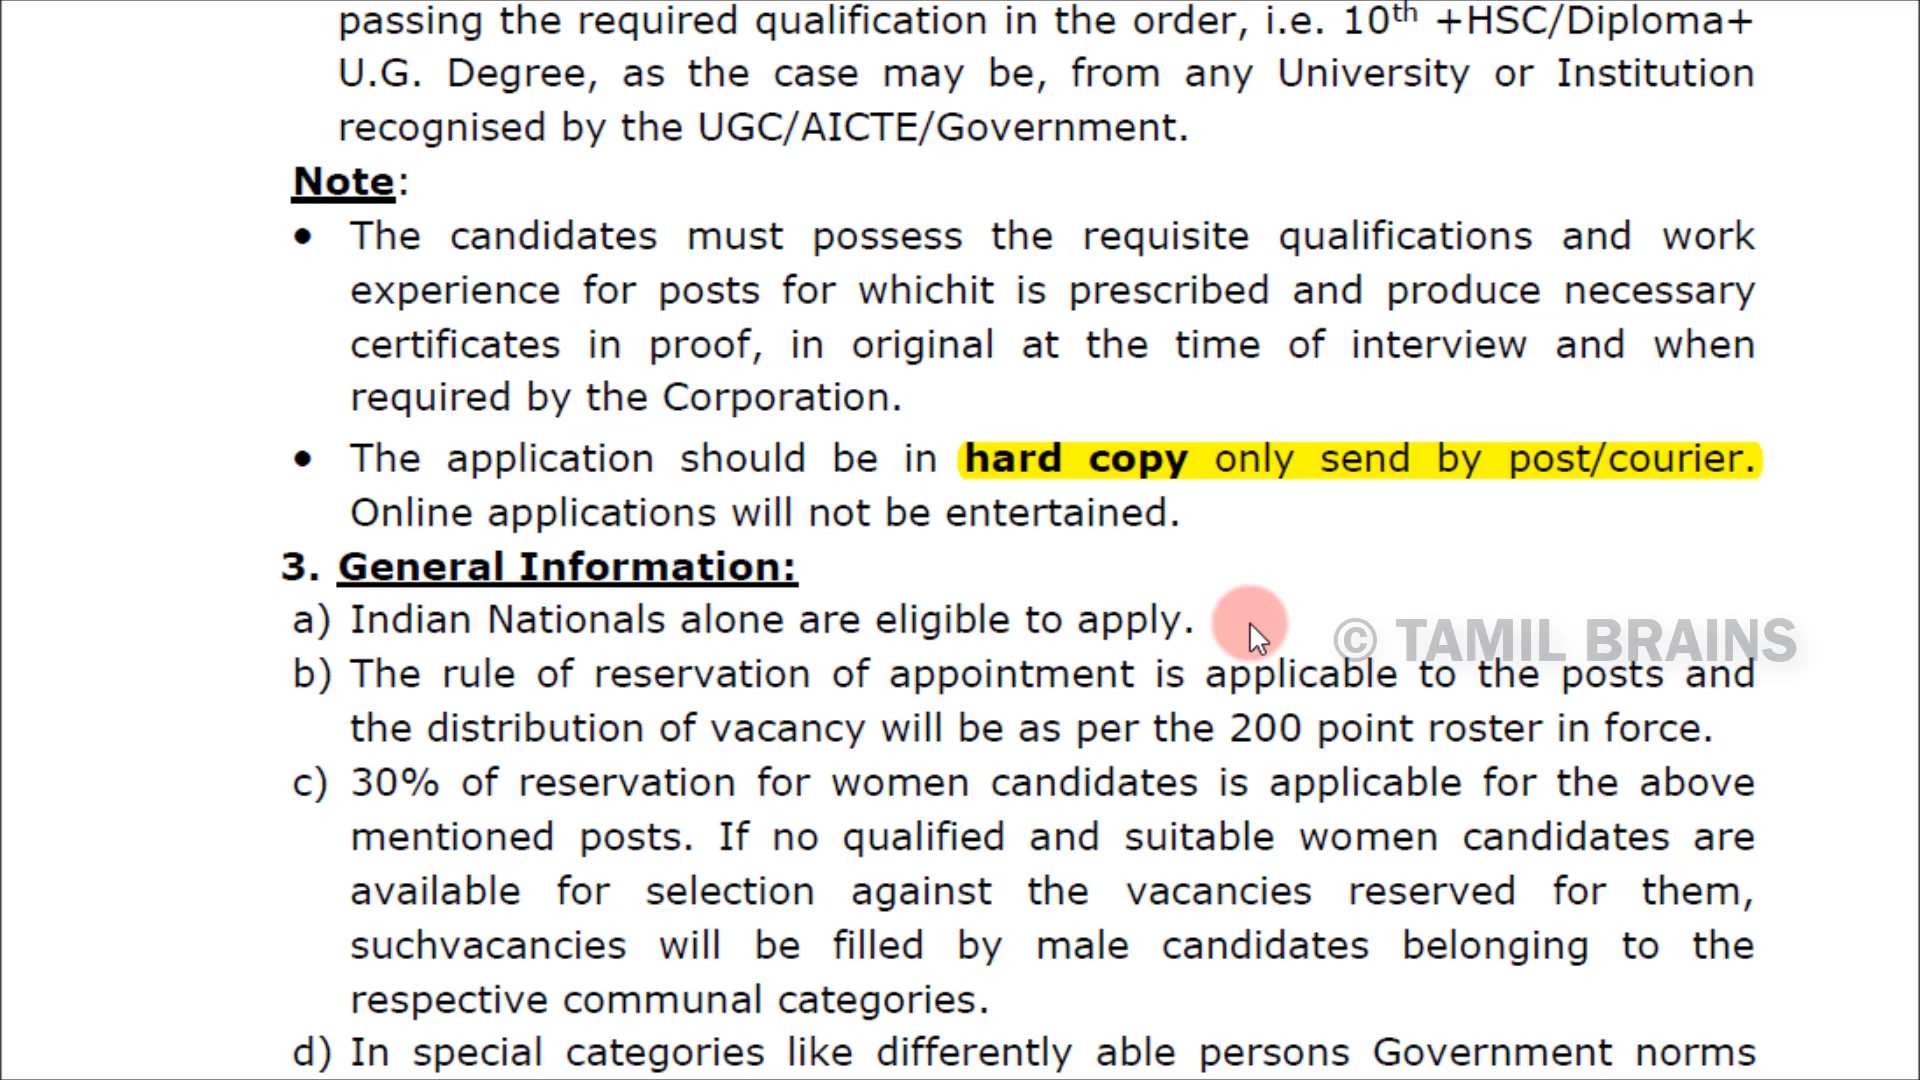 passing the required qualification in the order, i.e. 10th +HSC/Diploma+
U.G. Degree, as the case may be, from any University or Institution
recognised by the UGC/AICTE/Government.
Note:
• The candidates must possess the requisite qualifications and work
experience for posts for whichit is prescribed and produce necessary
certificates in proof, in original at the time of interview and when
required by the Corporation.
• The application should be in hard copy only send by post/courier.
Online applications will not be entertained.
3. General Information:
a) Indian Nationals alone are eligible to apply.
© TAMIL BRAINS
b) The rule of reservation of appointment is applicable to the posts and
the distribution of vacancy will be as per the 200 point roster in force.
c) 30% of reservation for women candidates is applicable for the above
mentioned posts. If no qualified and suitable women candidates are
available for selection against the vacancies reserved for them,
suchvacancies will be filled by male candidates belonging to the
respective communal categories.
d) In special categories like differently able persons Government norms